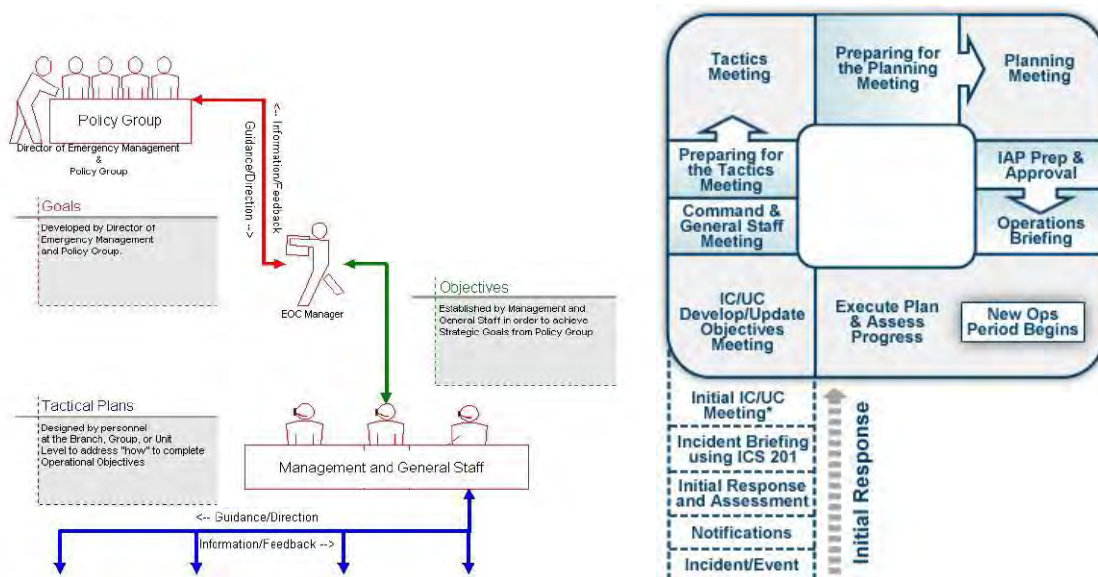 Policy Group
Director of Emergency Management
&
Policy Group
<-- Information/Feedback
Guidance/Direction -->
Goals
Developed by Director of
Emergency Management
and Policy Group.
EOC Manager
Objectives
Established by Management and
General Staff in order to achieve
Strategic Goals from Policy Group
Tactical Plans
Designed by personnel
at the Branch, Group, or Unit
Level to address "how" to complete
Operational Objectives
Management and General Staff
<-- Guidance/Direction
Information/Feedback -->
Tactics
Meeting
Preparing for
the Planning
Meeting
Planning
Meeting
Preparing for
the Tactics
Meeting
IAP Prep &
Approval
Command &
General Staff
Meeting
Operations
Briefing
IC/UC
Develop/Update
Objectives
Meeting
Execute Plan
& Assess
Progress
New Ops
Period Begins
Initial IC/UC
Meeting*
Incident Briefing
using ICS 201
Initial Response
and Assessment
Notifications
Incident/Event
Initial Response